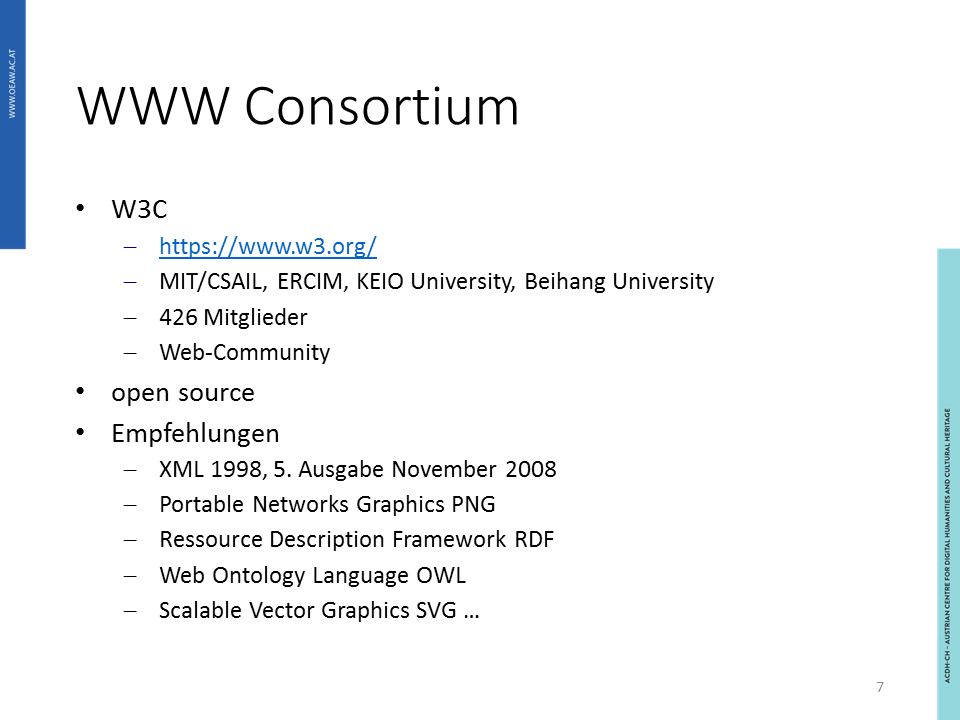 WWW.OEAW.AC.AT
WWW Consortium
• W3C
– https://www.w3.org/
– MIT/CSAIL, ERCIM, KEIO University, Beihang University
– 426 Mitglieder
– Web-Community
• open source
• Empfehlungen
– XML 1998, 5. Ausgabe November 2008
– Portable Networks Graphics PNG
– Ressource Description Framework RDF
– Web Ontology Language OWL
– Scalable Vector Graphics SVG ...
ACDH-CH – AUSTRIAN CENTRE FOR DIGITAL HUMANITIES AND CULTURAL HERITAGE
7